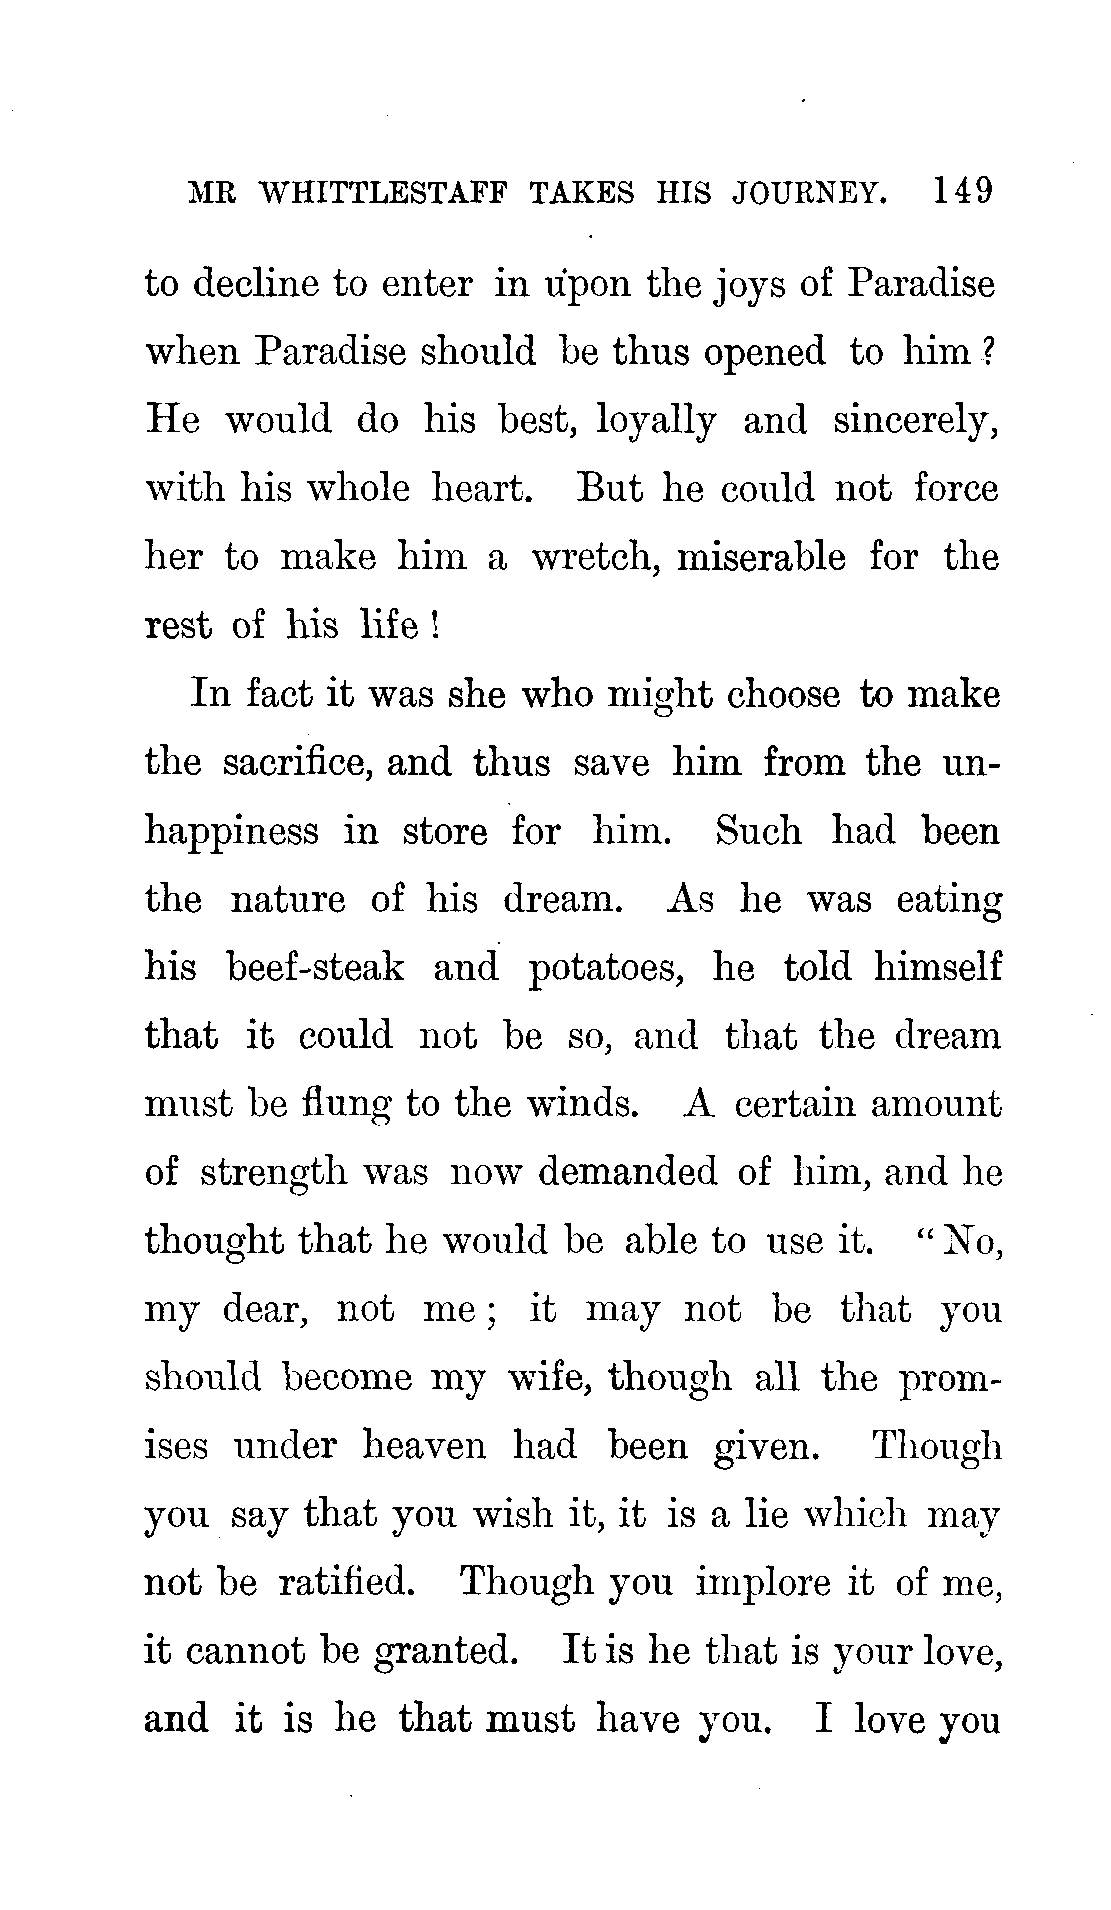 MR WHITTLESTAFF TAKES HIS JOURNEY. 149
to decline to enter in upon the joys of Paradise
when Paradise should be thus opened to him?
He would do his best, loyally and sincerely,
with his whole heart. But he could not force
her to make him a wretch, miserable for the
rest of his life!
In fact it was she who might choose to make
the sacrifice, and thus save him from the un-
happiness in store for him. Such had been
the nature of his dream. As he was eating
his beef-steak and potatoes, he told himself
that it could not be so, and that the dream
must be flung to the winds. A certain amount
of strength was now demanded of him, and he
thought that he would be able to use it. "No,
my dear, not me; it may not be that you
should become my wife, though all the prom-
ises under heaven had been given. Though
you say that you wish it, it is a lie which may
not be ratified. Though you implore it of me,
it cannot be granted. It is he that is your love,
and it is he that must have you. I love you